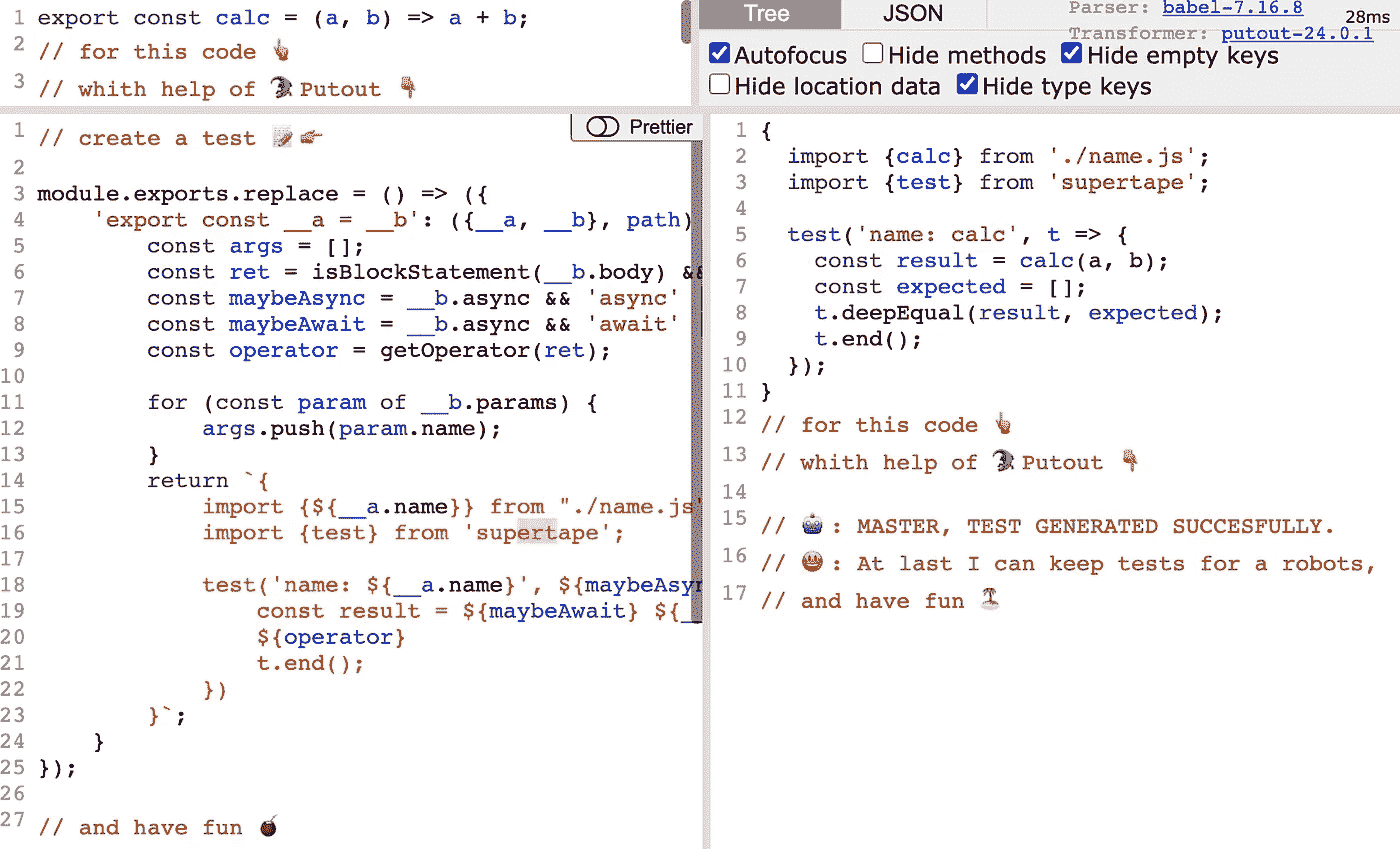 1 export const calc = (a, b) => a + b;
2 // for this code 👆
3 // whith help of 🦎Putout 👇
Tree JSON Parser: babel-7.16.8 28ms
Transformer: putout-24.0.1
Autofocus Hide methods Hide empty keys
Hide location data Hide type keys
Prettier
1 // create a test 📝👉
2
3 module.exports.replace = () => ({
4 'export const __a = __b': ({__a, __b}, path)
5 const args = [];
6 const ret = isBlockStatement(__b.body) &&
7 const maybeAsync = __b.async && 'async'
8 const maybeAwait = __b.async && 'await'
9 const operator = getOperator(ret);
10
11 for (const param of __b.params) {
12 args.push(param.name);
13 }
14 return `{
15 import {${__a.name}} from "./name.js
16 import {test} from 'supertape';
17
18 test('name: ${__a.name}', ${maybeAsyn
19 const result = ${maybeAwait} ${_
20 ${operator}
21 t.end();
22 })
23 }`;
24 }
25 });
26
27 // and have fun
1 {
2 import {calc} from './name.js';
3 import {test} from 'supertape';
4
5 test('name: calc', t => {
6 const result = calc(a, b);
7 const expected = [];
8 t.deepEqual(result, expected);
9 t.end();
10 });
11 }
12 // for this code 👆
13 // whith help of 🦎Putout 👇
14
15 // 🤖: MASTER, TEST GENERATED SUCCESFULLY.
16 // : At last I can keep tests for a robots,
17 // and have fun 🏝